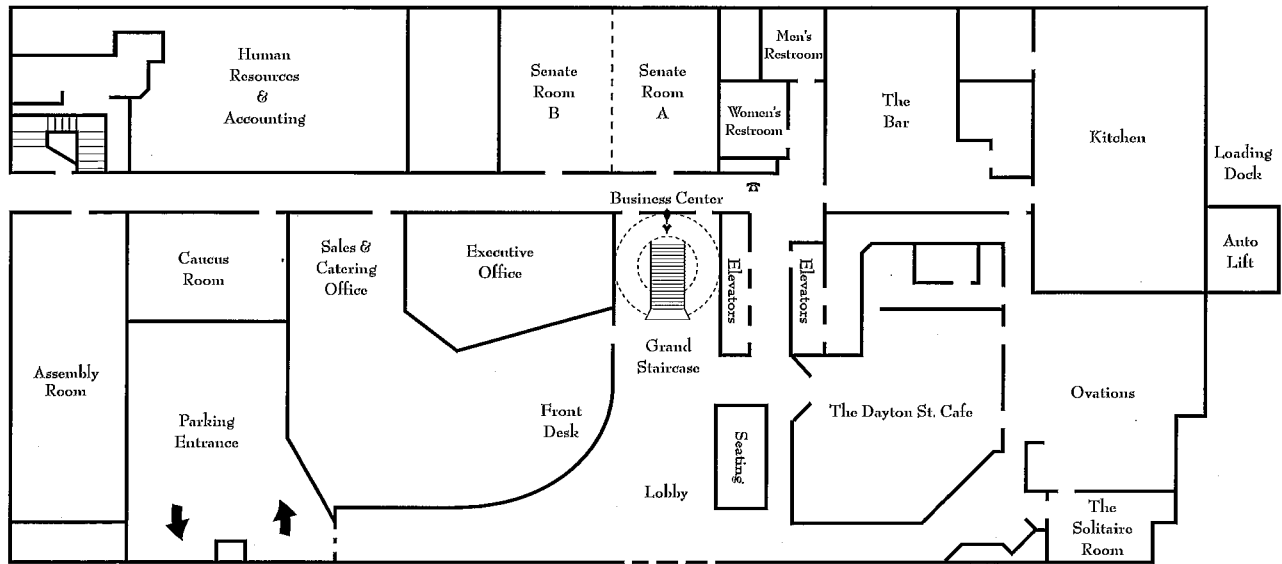 Human
Resources
&
Accounting
Senate
Room
B
Senate
Room
A
Men's
Restroom
Women's
Restroom
The
Bar
Kitchen
Loading
Dock
Business Center
Auto
Lift
Caucus
Room
Sales &
Catering
Office
Executive
Office
Elevators
Elevators
Grand
Staircase
Assembly
Room
Parking
Entrance
Front
Desk
The Dayton St. Cafe
Ovations
Seating.
Lobby
The
Solitaire
Room